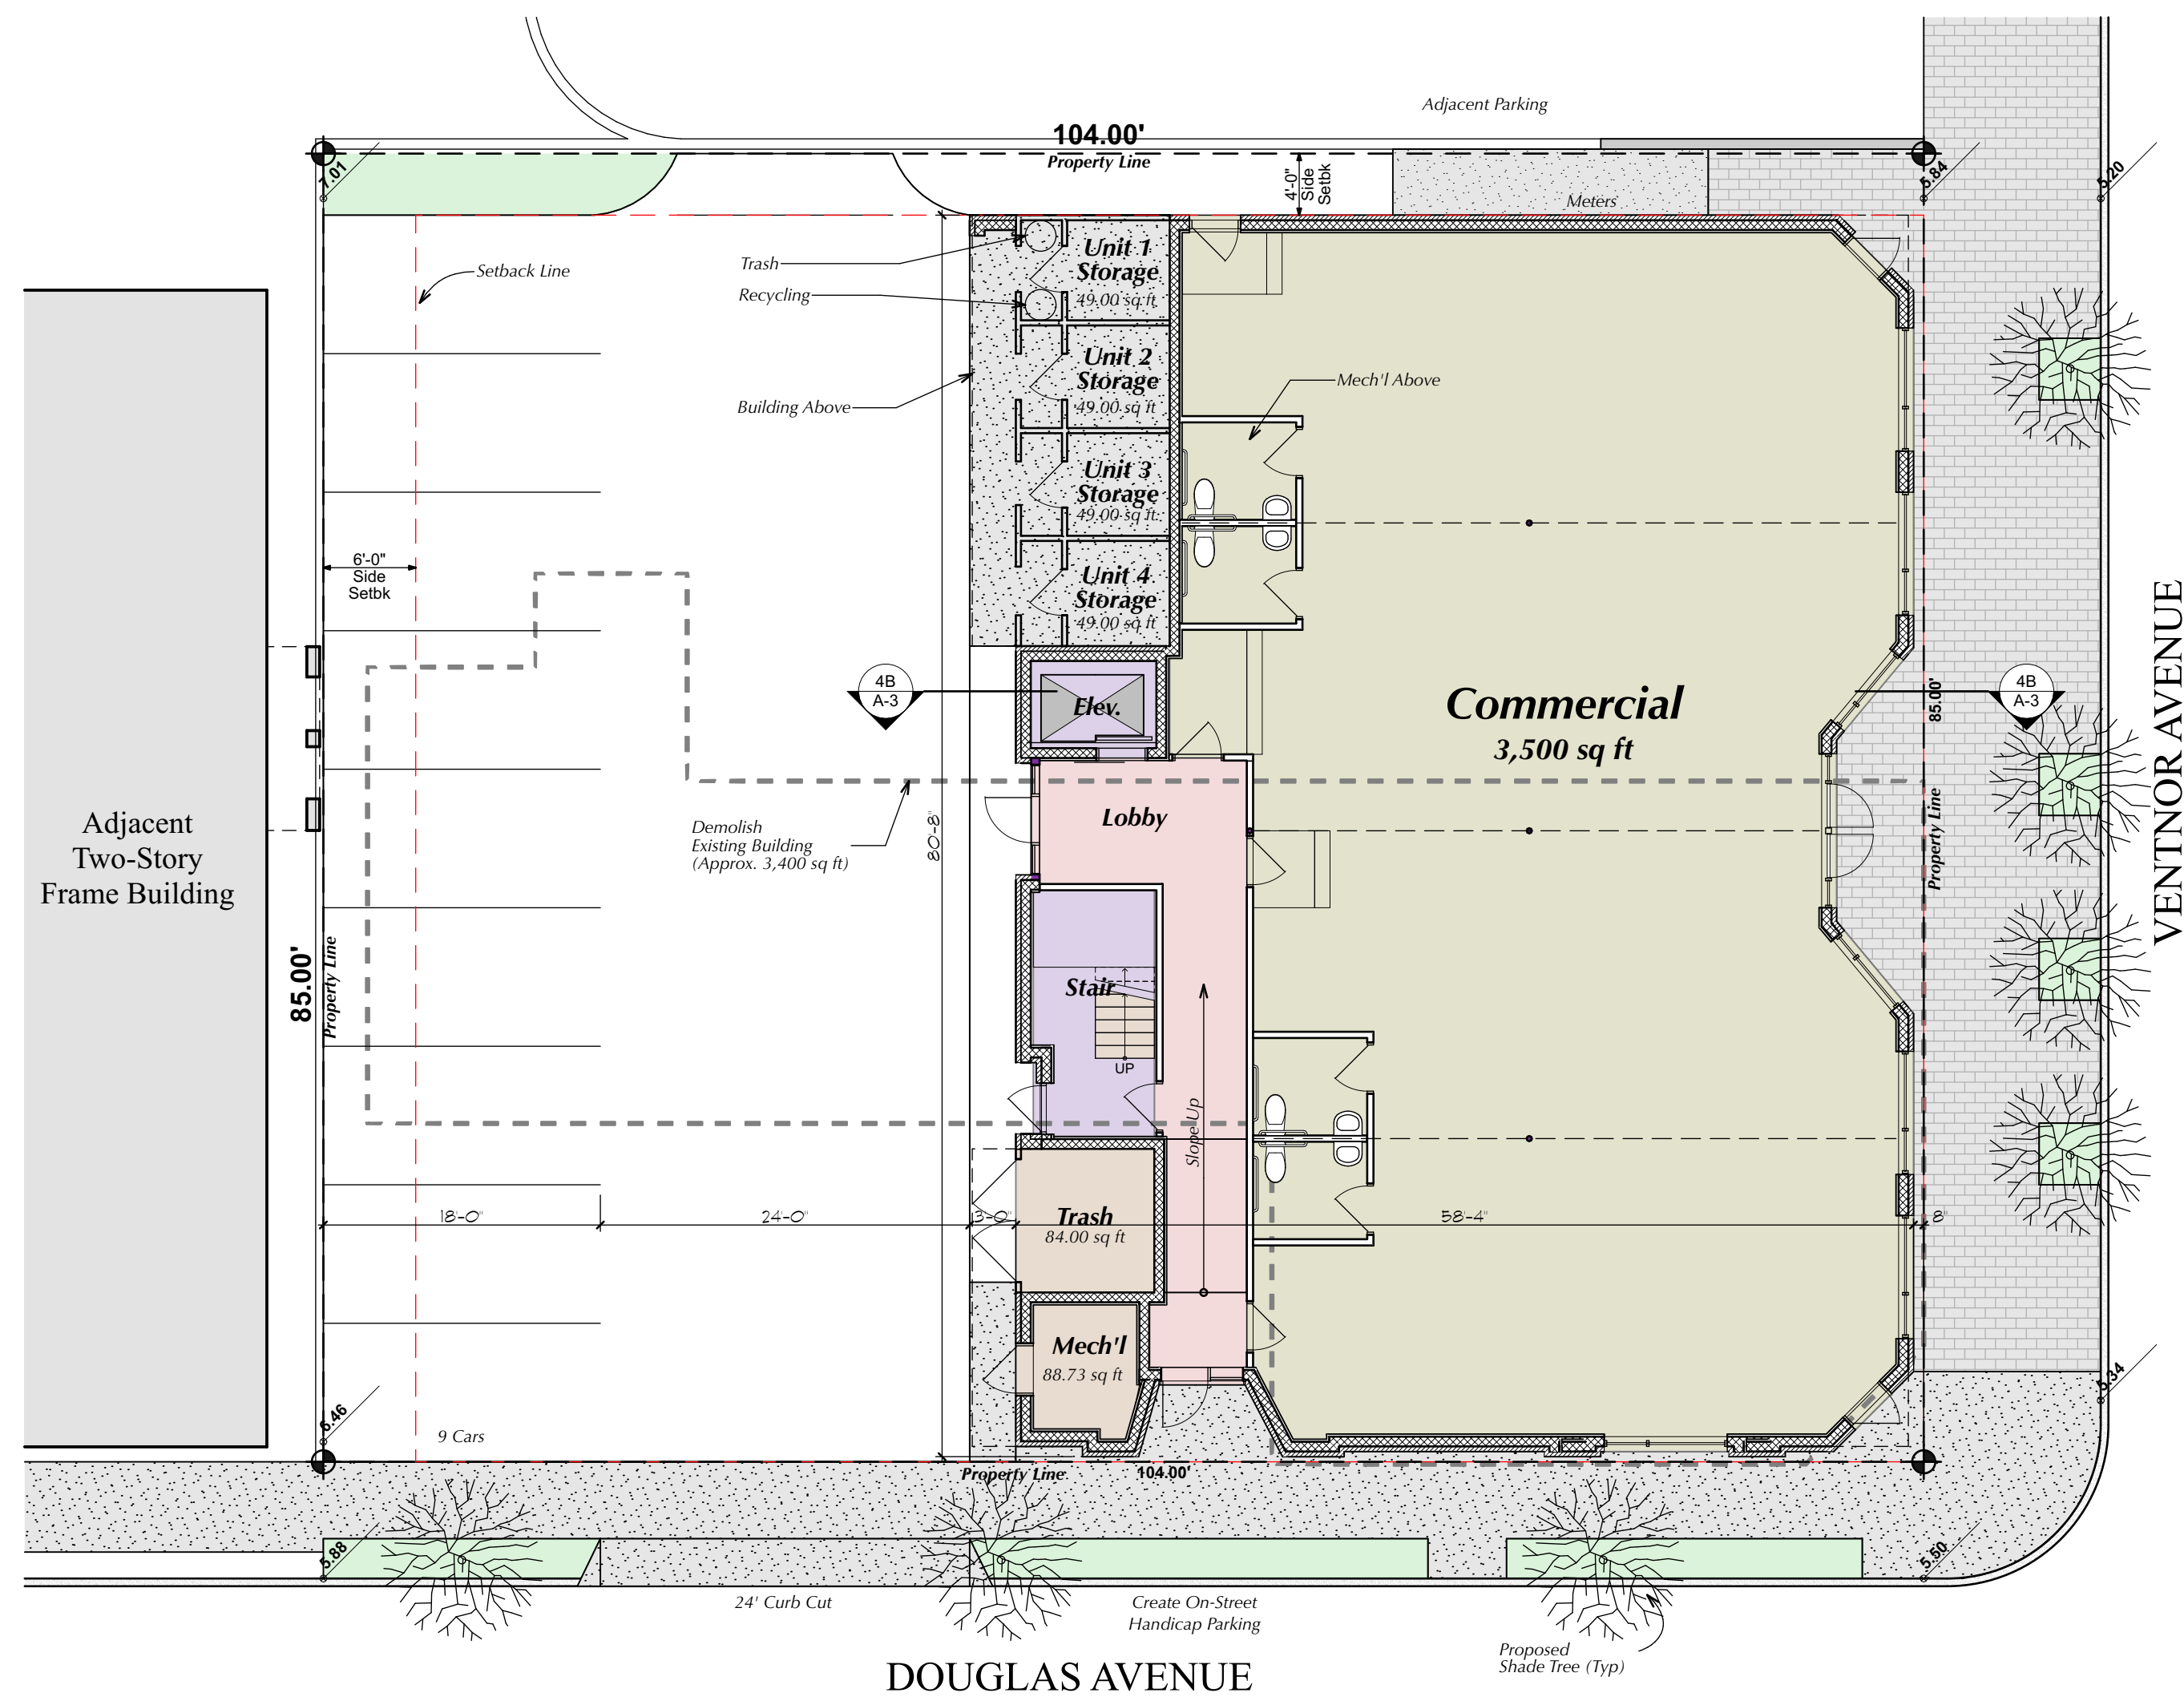 Adjacent Parking
104.00'
Property Line
7.01
4'-0"
Side
Setbk
Meters
5.84
5.20
Setback Line
Trash
Recycling
Building Above
Unit 1
Storage
49.00 sq ft
Unit 2
Storage
49.00 sq ft
Unit 3
Storage
49.00 sq ft
Unit 4
Storage
49.00 sq ft
Mech'l Above
6'-0"
Side
Setbk
4B
A-3
Elev.
Commercial
3,500 sq ft
4B
A-3
85.00'
Property Line
VENTNOR AVENUE
Lobby
Demolish
Existing Building
(Approx. 3,400 sq ft)
80'-8"
Adjacent
Two-Story
Frame Building
85.00'
Property Line
Stair
UP
Slope Up
18'-0"
24'-0"
3'-0"
58'-4"
8"
Trash
84.00 sq ft
Mech'l
88.73 sq ft
6.46
9 Cars
5.34
Property Line
104.00'
5.88
5.50
24' Curb Cut
Create On-Street
Handicap Parking
Proposed
Shade Tree (Typ)
DOUGLAS AVENUE